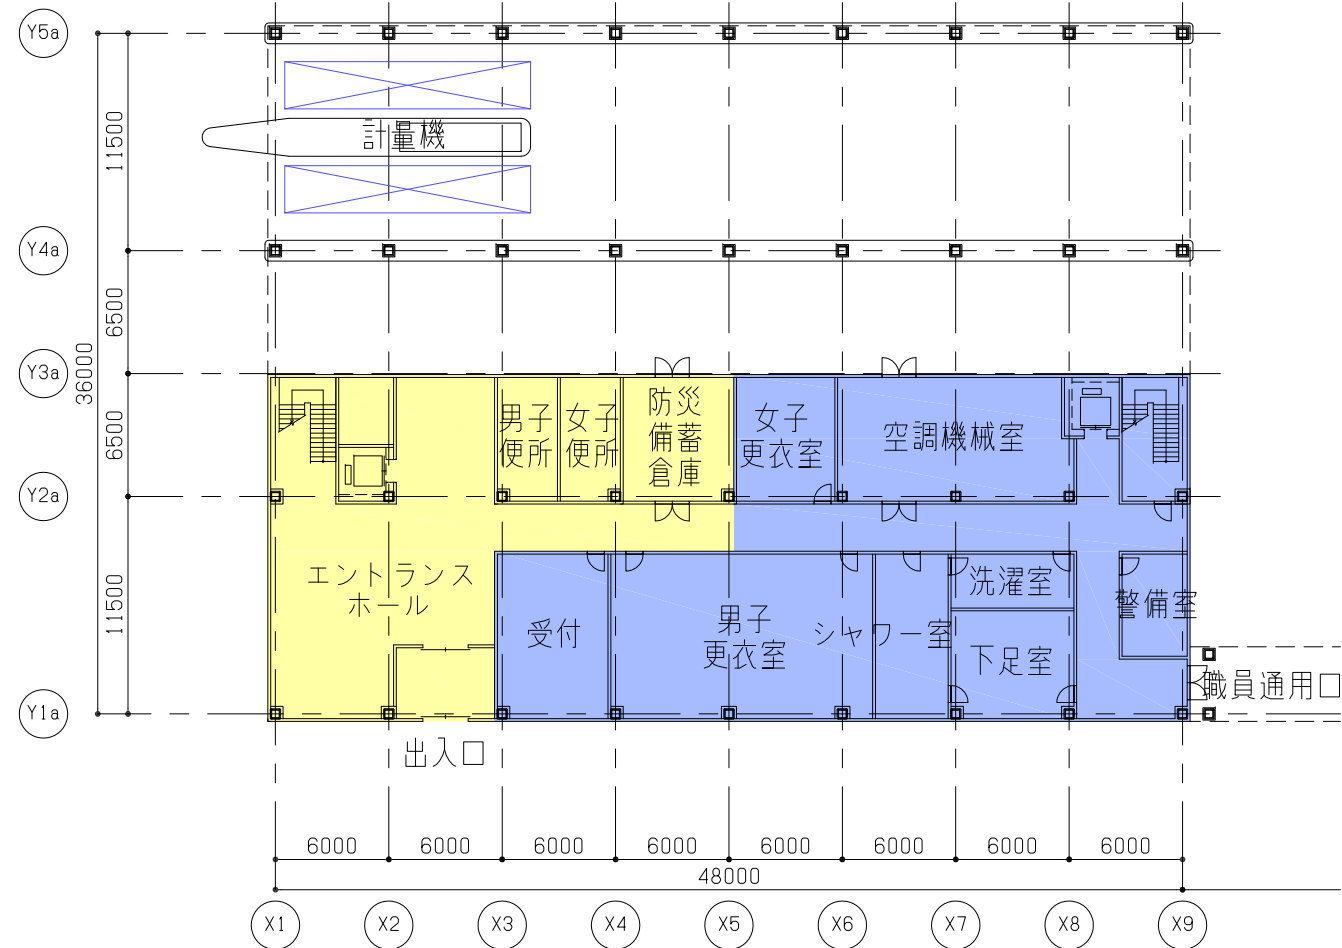 Y5a
11500
計量機
Y4a
6500
36000
Y3a
6500
男子
便所
女子
便所
防災
備蓄
倉庫
女子
更衣室
空調機械室
Y2a
11500
エントランス
ホール
受付
男子
更衣室
シャワー室
洗濯室
下足室
警備室
職員通用口
Y1a
出入口
6000 6000 6000 6000 6000 6000 6000 6000
48000
X1 X2 X3 X4 X5 X6 X7 X8 X9